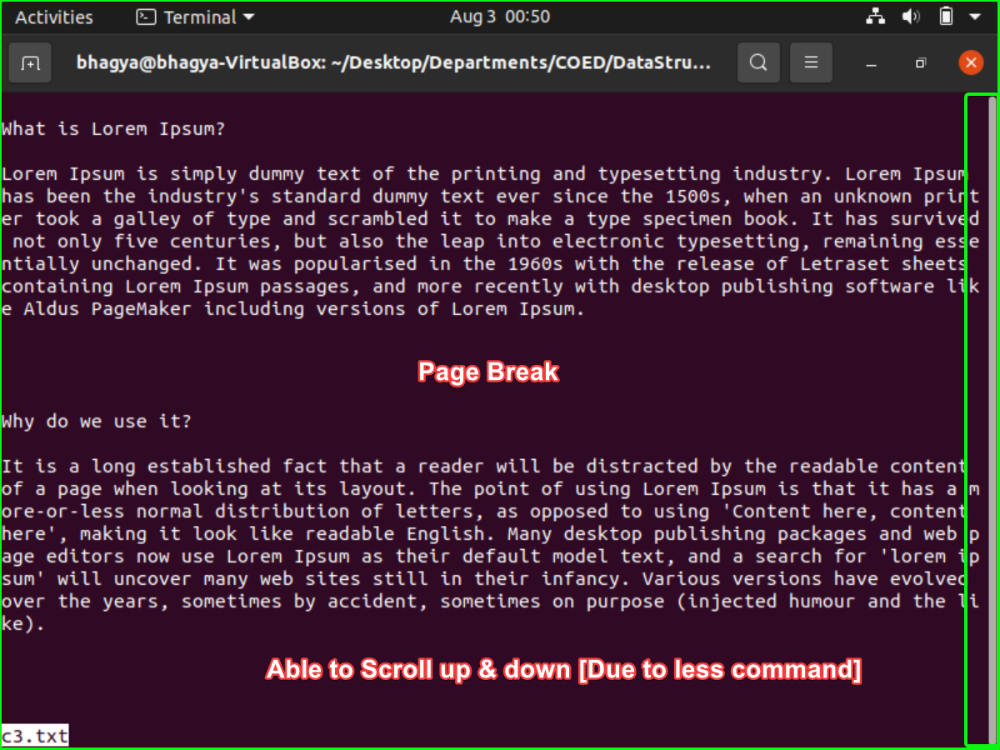 Activities Terminal Aug 3 00:50
bhagya@bhagya-VirtualBox: ~/Desktop/Departments/COED/DataStru...
What is Lorem Ipsum?
Lorem Ipsum is simply dummy text of the printing and typesetting industry. Lorem Ipsum
has been the industry's standard dummy text ever since the 1500s, when an unknown print
er took a galley of type and scrambled it to make a type specimen book. It has survived
 not only five centuries, but also the leap into electronic typesetting, remaining esse
ntially unchanged. It was popularised in the 1960s with the release of Letraset sheets
containing Lorem Ipsum passages, and more recently with desktop publishing software lik
e Aldus PageMaker including versions of Lorem Ipsum.
Page Break
Why do we use it?
It is a long established fact that a reader will be distracted by the readable content
of a page when looking at its layout. The point of using Lorem Ipsum is that it has a m
ore-or-less normal distribution of letters, as opposed to using 'Content here, content
here', making it look like readable English. Many desktop publishing packages and web p
age editors now use Lorem Ipsum as their default model text, and a search for 'lorem ip
sum' will uncover many web sites still in their infancy. Various versions have evolved
over the years, sometimes by accident, sometimes on purpose (injected humour and the li
ke).
Able to Scroll up & down [Due to less command]
c3.txt